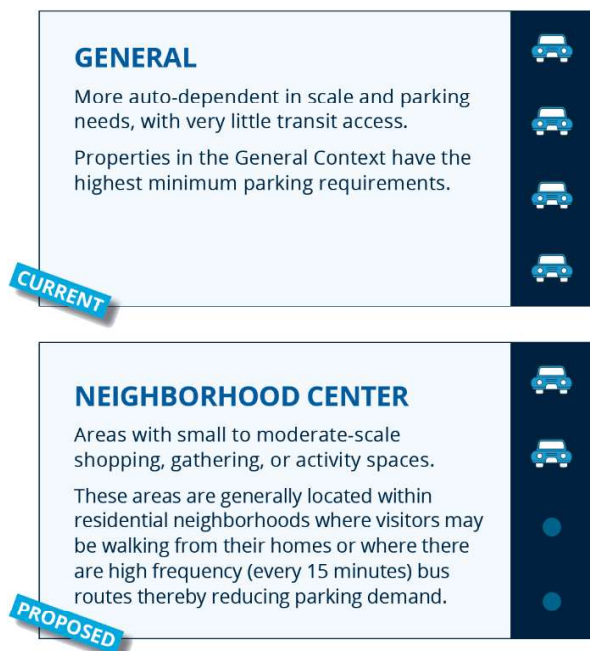 GENERAL
More auto-dependent in scale and parking
needs, with very little transit access.
Properties in the General Context have the
highest minimum parking requirements.
CURRENT
NEIGHBORHOOD CENTER
Areas with small to moderate-scale
shopping, gathering, or activity spaces.
These areas are generally located within
residential neighborhoods where visitors may
be walking from their homes or where there
are high frequency (every 15 minutes) bus
routes thereby reducing parking demand.
PROPOSED